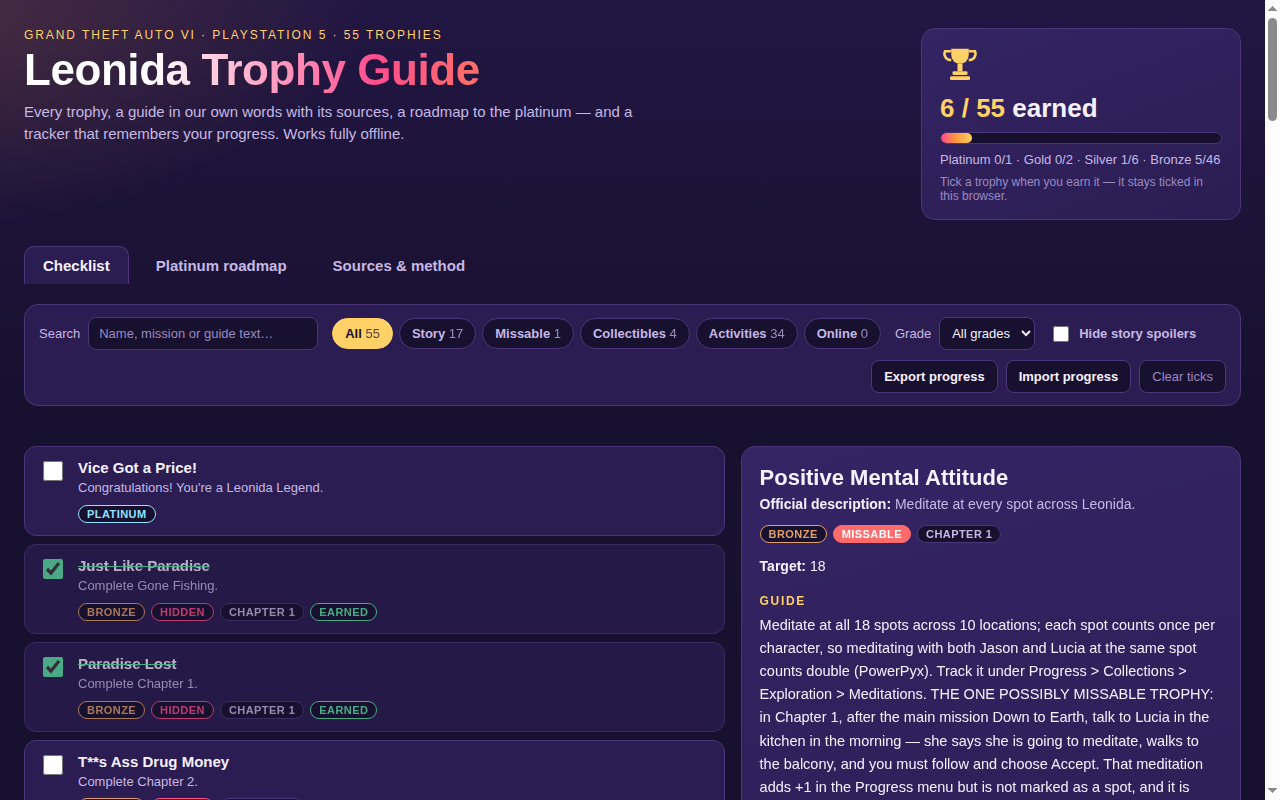 GRAND THEFT AUTO VI · PLAYSTATION 5 · 55 TROPHIES
Leonida Trophy Guide
Every trophy, a guide in our own words with its sources, a roadmap to the platinum — and a
tracker that remembers your progress. Works fully offline.
6 / 55 earned
Platinum 0/1 · Gold 0/2 · Silver 1/6 · Bronze 5/46
Tick a trophy when you earn it — it stays ticked in
this browser.
Checklist
Platinum roadmap
Sources & method
Search
Name, mission or guide text…
All 55
Story 17
Missable 1
Collectibles 4
Activities 34
Online 0
Grade
All grades
Hide story spoilers
Export progress
Import progress
Clear ticks
Vice Got a Price!
Congratulations! You're a Leonida Legend.
PLATINUM
Just Like Paradise
Complete Gone Fishing.
BRONZE HIDDEN CHAPTER 1 EARNED
Paradise Lost
Complete Chapter 1.
BRONZE HIDDEN CHAPTER 1 EARNED
T**s Ass Drug Money
Complete Chapter 2.
Positive Mental Attitude
Official description: Meditate at every spot across Leonida.
BRONZE MISSABLE CHAPTER 1
Target: 18
GUIDE
Meditate at all 18 spots across 10 locations; each spot counts once per
character, so meditating with both Jason and Lucia at the same spot
counts double (PowerPyx). Track it under Progress > Collections >
Exploration > Meditations. THE ONE POSSIBLY MISSABLE TROPHY:
in Chapter 1, after the main mission Down to Earth, talk to Lucia in the
kitchen in the morning — she says she is going to meditate, walks to
the balcony, and you must follow and choose Accept. That meditation
adds +1 in the Progress menu but is not marked as a spot, and it is